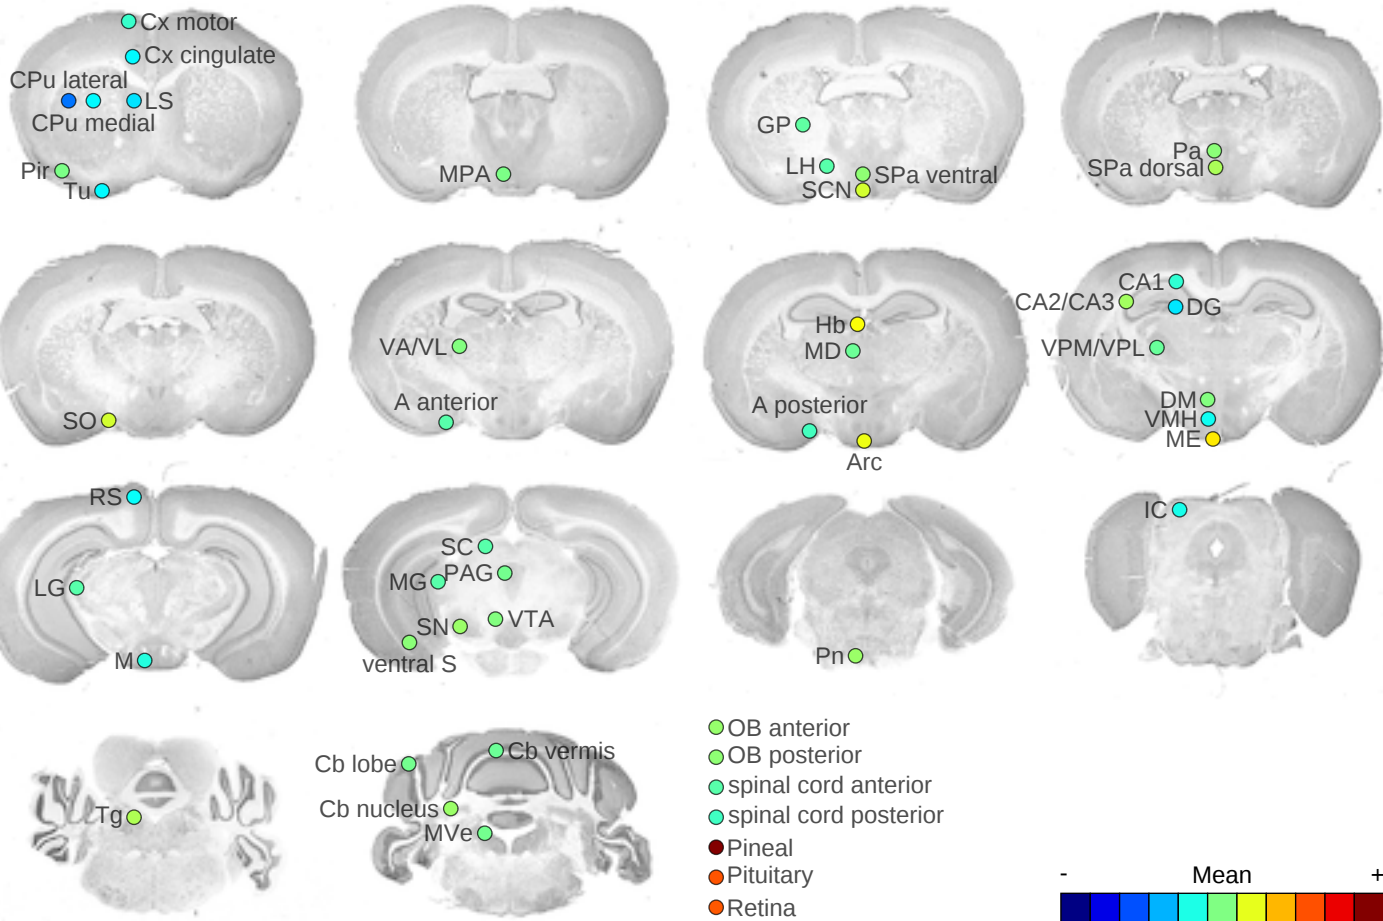 Cx motor
Cx cingulate
CPu lateral
LS
CPu medial
Pir
Tu
MPA
GP
LH
SPa ventral
SCN
Pa
SPa dorsal
SO
VA/VL
A anterior
Hb
MD
A posterior
Arc
CA1
CA2/CA3
DG
VPM/VPL
DM
VMH
ME
RS
LG
M
SC
PAG
MG
VTA
SN
ventral S
Pn
IC
Tg
Cb vermis
Cb lobe
Cb nucleus
MVe
OB anterior
OB posterior
spinal cord anterior
spinal cord posterior
Pineal
Pituitary
Retina
- Mean +